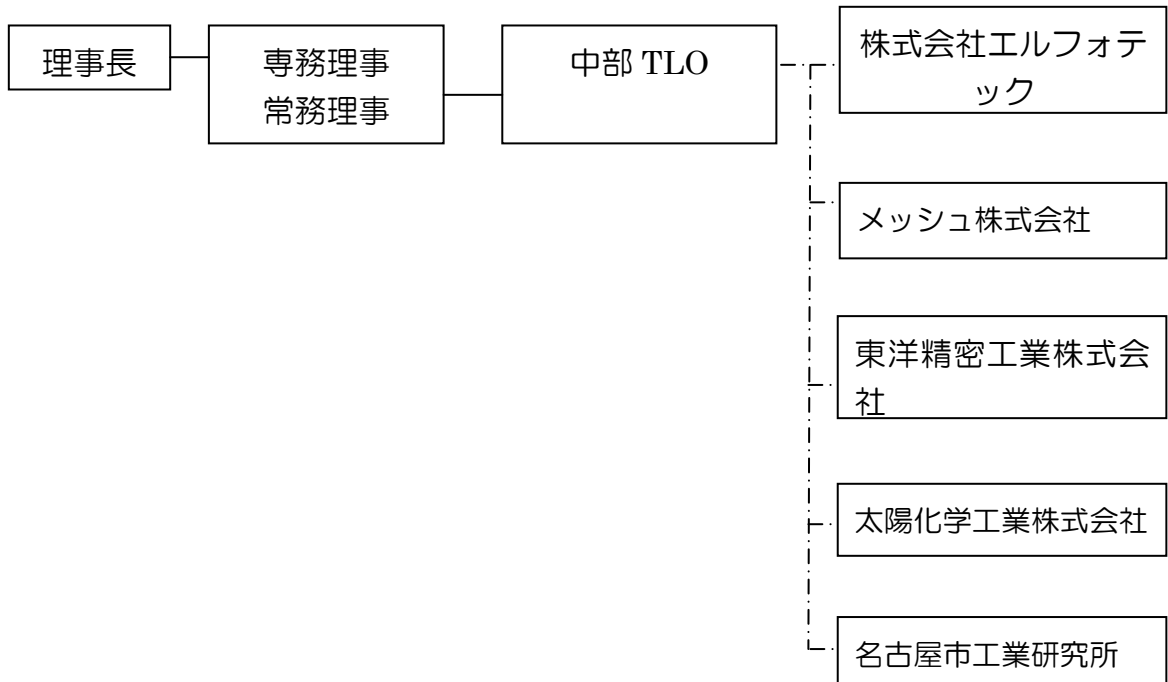 理事長
専務理事
常務理事
中部 TLO
株式会社エルフォテ
ック
メッシュ株式会社
東洋精密工業株式会
社
太陽化学工業株式会社
名古屋市工業研究所